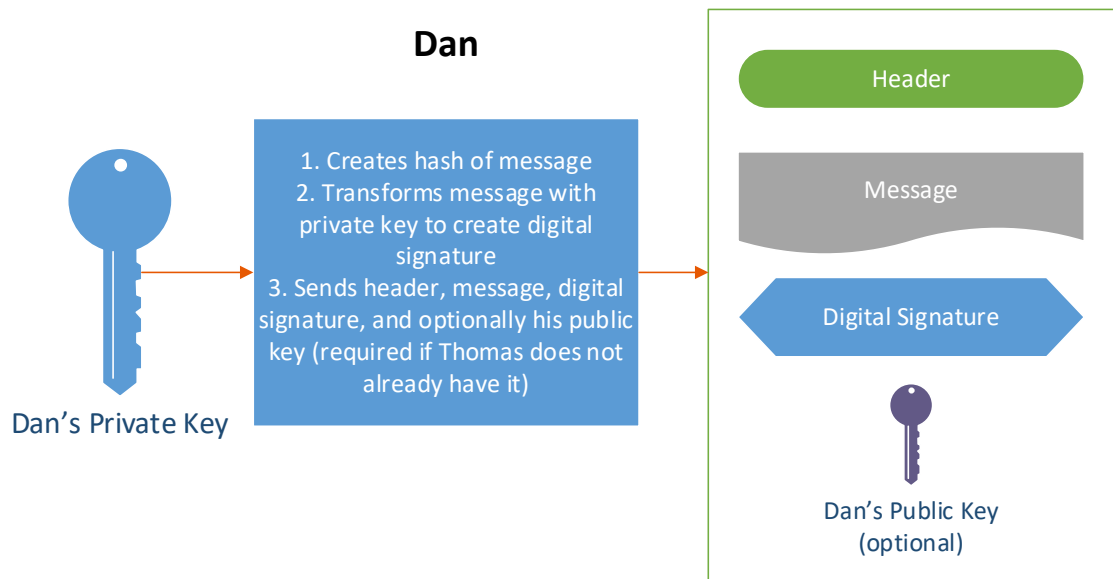 Dan
Dan’s Private Key
1. Creates hash of message
2. Transforms message with
private key to create digital
signature
3. Sends header, message, digital
signature, and optionally his public
key (required if Thomas does not
already have it)
Header
Message
Digital Signature
Dan’s Public Key
(optional)